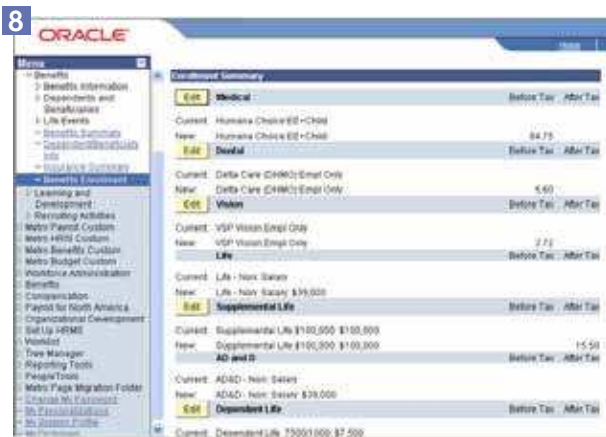 8
ORACLE
Home
Menu
Benefits
Benefits Information
Dependents and
Beneficiaries
Life Events
Benefits Summary
Dependent/Beneficiary
Info
Insurance Summary
Benefits Enrollment
Learning and
Development
Recruiting Activities
Metro Payroll Custom
Metro HRIS Custom
Metro Benefits Custom
Metro Budget Custom
Workforce Administration
Benefits
Compensation
Payroll for North America
Organizational Development
Set Up HRMS
Worklist
Tree Manager
Reporting Tools
PeopleTools
Metro Page Migration Folder
Change My Password
My Personalizations
My System Profile
Enrollment Summary
Edit Medical Before Tax After Tax
Current: Humana Choice:EE+Child
New: Humana Choice:EE+Child 84.75
Edit Dental Before Tax After Tax
Current: Delta Care (DHMO):Empl Only
New: Delta Care (DHMO):Empl Only 5.60
Edit Vision Before Tax After Tax
Current: VSP Vision:Empl Only
New: VSP Vision:Empl Only 2.72
Life Before Tax After Tax
Current: Life - Non: Salary
New: Life - Non: Salary: $39,000
Edit Supplemental Life Before Tax After Tax
Current: Supplemental Life $100,000: $100,000
New: Supplemental Life $100,000: $100,000 15.50
AD and D Before Tax After Tax
Current: AD&D - Non: Salary
New: AD&D - Non: Salary: $39,000
Edit Dependent Life Before Tax After Tax
Current: Dependent Life 7500/1000: $7,500